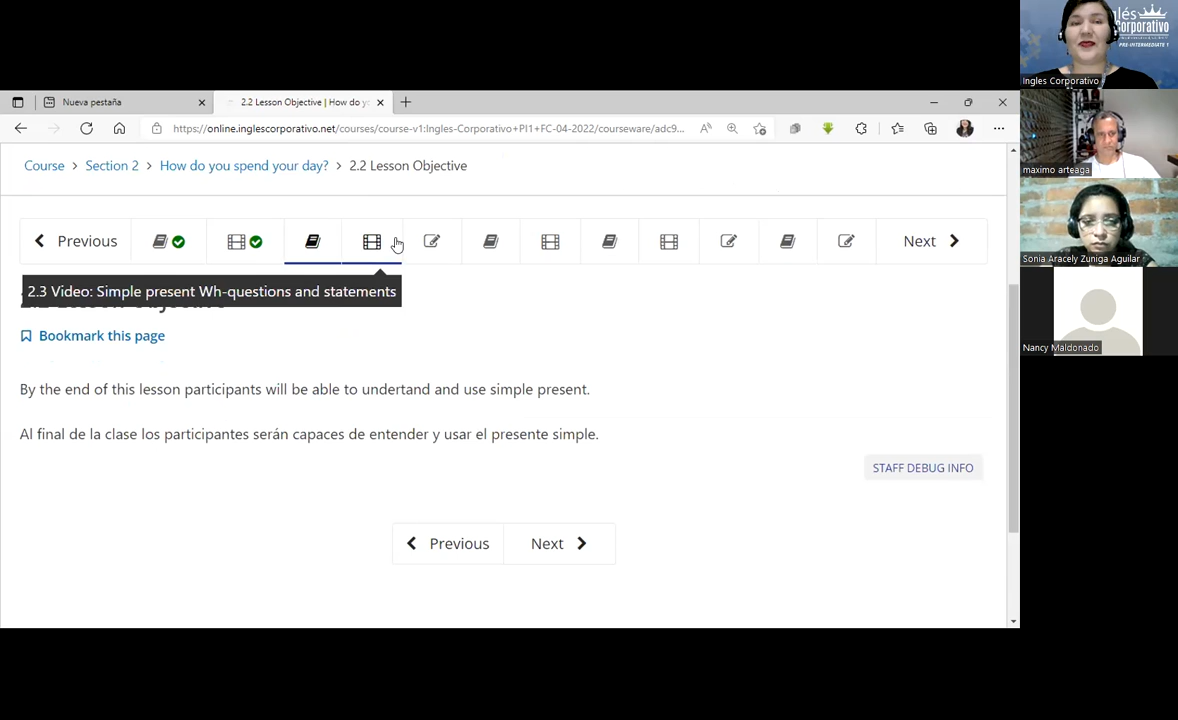 Nueva pestaña
2.2 Lesson Objective | How do yo
https://online.inglescorporativo.net/courses/course-v1:Ingles-Corporativo+PI1+FC-04-2022/courseware/adc9...
Course > Section 2 > How do you spend your day? > 2.2 Lesson Objective
Previous
Next
2.3 Video: Simple present Wh-questions and statements
Bookmark this page
By the end of this lesson participants will be able to undertand and use simple present.
Al final de la clase los participantes serán capaces de entender y usar el presente simple.
STAFF DEBUG INFO
Previous
Next
Corporativo
PRE-INTERMEDIATE 1
Ingles Corporativo
maximo arteaga
Sonia Aracely Zuniga Aguilar
Nancy Maldonado